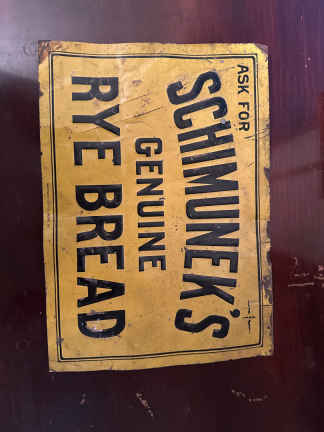 ASK FOR
SCHMUNEK'S
GENUINE
RYE BREAD